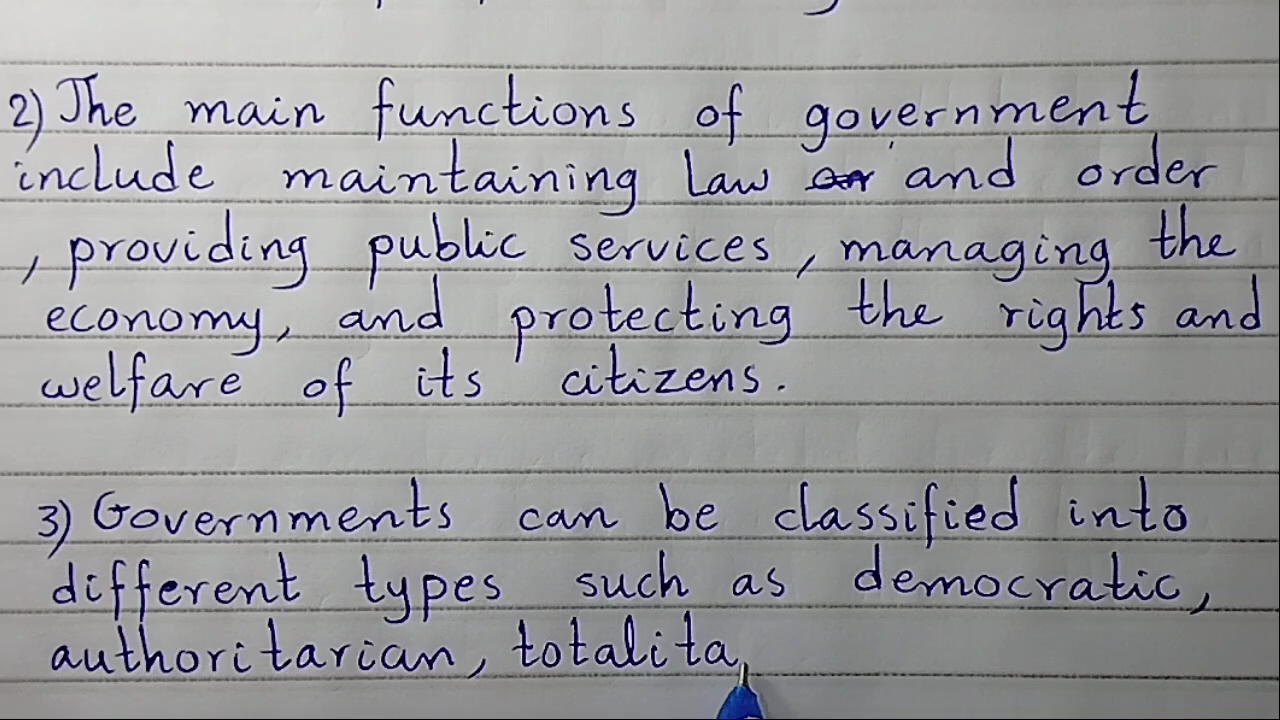 2) The main functions of government
include maintaining law and order
, providing public services, managing the
economy, and protecting the rights and
welfare of its citizens.
3) Governments can be classified into
different types such as democratic,
authoritarian, totalita